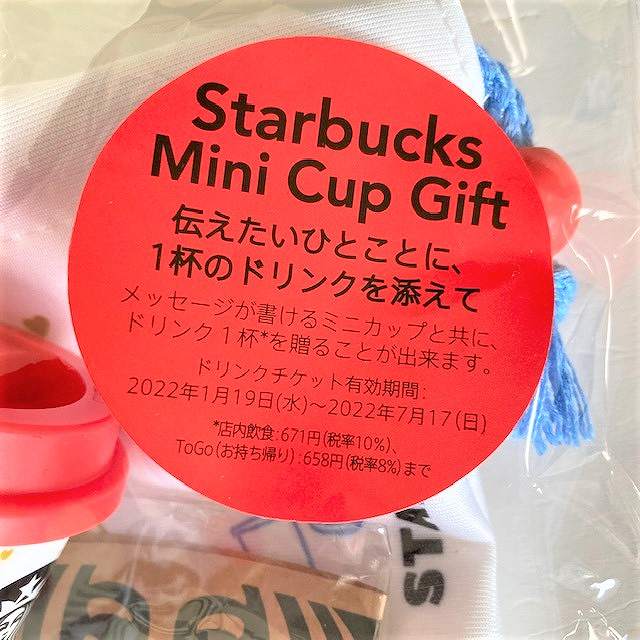 Starbucks
Mini Cup Gift
伝えたいひとことに、
1杯のドリンクを添えて
メッセージが書けるミニカップと共に、
ドリンク1杯*を贈ることが出来ます。
ドリンクチケット有効期間:
2022年1月19日(水)～2022年7月17(日)
*店内飲食:671円(税率10%)、
ToGo(お持ち帰り):658円(税率8%)まで
STA